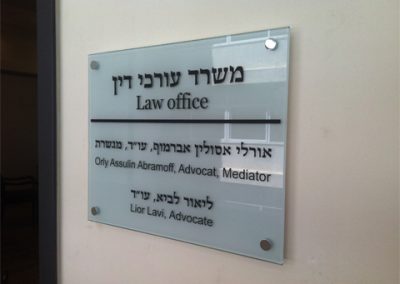 משרד עורכי דין
Law office
אורלי אסולין אברמוף, עו"ד, מגשרת
Orly Assulin Abramoff, Advocat, Mediator
ליאור לביא, עו"ד
Lior Lavi, Advocate